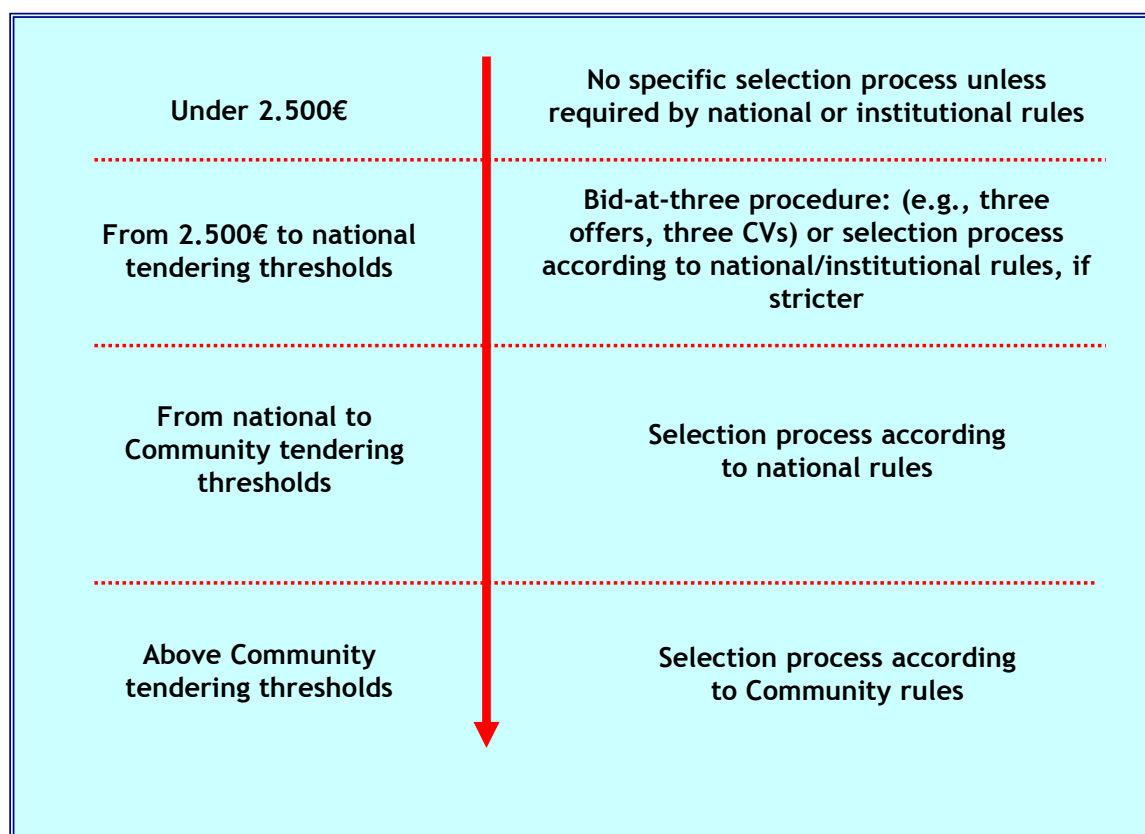 Under 2.500€
No specific selection process unless
required by national or institutional rules
From 2.500€ to national
tendering thresholds
Bid-at-three procedure: (e.g., three
offers, three CVs) or selection process
according to national/institutional rules, if
stricter
From national to
Community tendering
thresholds
Selection process according
to national rules
Above Community
tendering thresholds
Selection process according
to Community rules